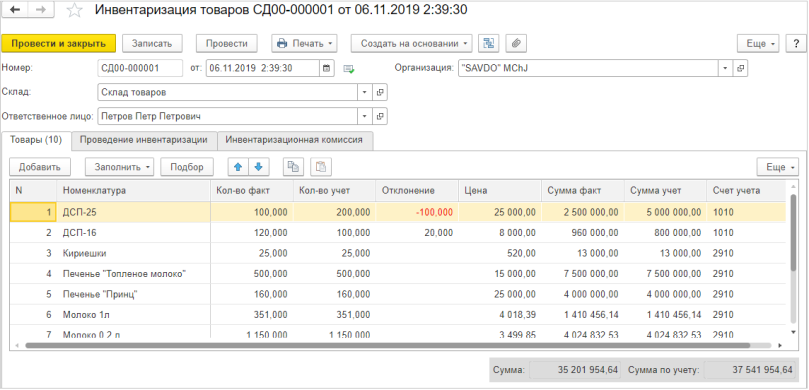 Инвентаризация товаров СД00-000001 от 06.11.2019 2:39:30
Провести и закрыть Записать Провести Печать Создать на основании Еще ?
Номер: СД00-000001 от: 06.11.2019 2:39:30 Организация: "SAVDO" MChJ
Склад: Склад товаров
Ответственное лицо: Петров Петр Петрович
Товары (10) Проведение инвентаризации Инвентаризационная комиссия
Добавить Заполнить Подбор Еще
N Номенклатура Кол-во факт Кол-во учет Отклонение Цена Сумма факт Сумма учет Счет учета
1 ДСП-25 100,000 200,000 -100,000 25 000,00 2 500 000,00 5 000 000,00 1010
2 ДСП-16 120,000 100,000 20,000 8 000,00 960 000,00 800 000,00 1010
3 Кириешки 25,000 25,000 520,00 13 000,00 13 000,00 2910
4 Печенье "Топленое молоко" 500,000 500,000 15 000,00 7 500 000,00 7 500 000,00 2910
5 Печенье "Принц" 160,000 160,000 25 000,00 4 000 000,00 4 000 000,00 2910
6 Молоко 1л 351,000 351,000 4 018,39 1 410 456,14 1 410 456,14 2910
7 Молоко 0,2 л 1 150,000 1 150,000 3 499,85 4 024 832,53 4 024 832,53 2910
Сумма: 35 201 954,64 Сумма по учету: 37 541 954,64